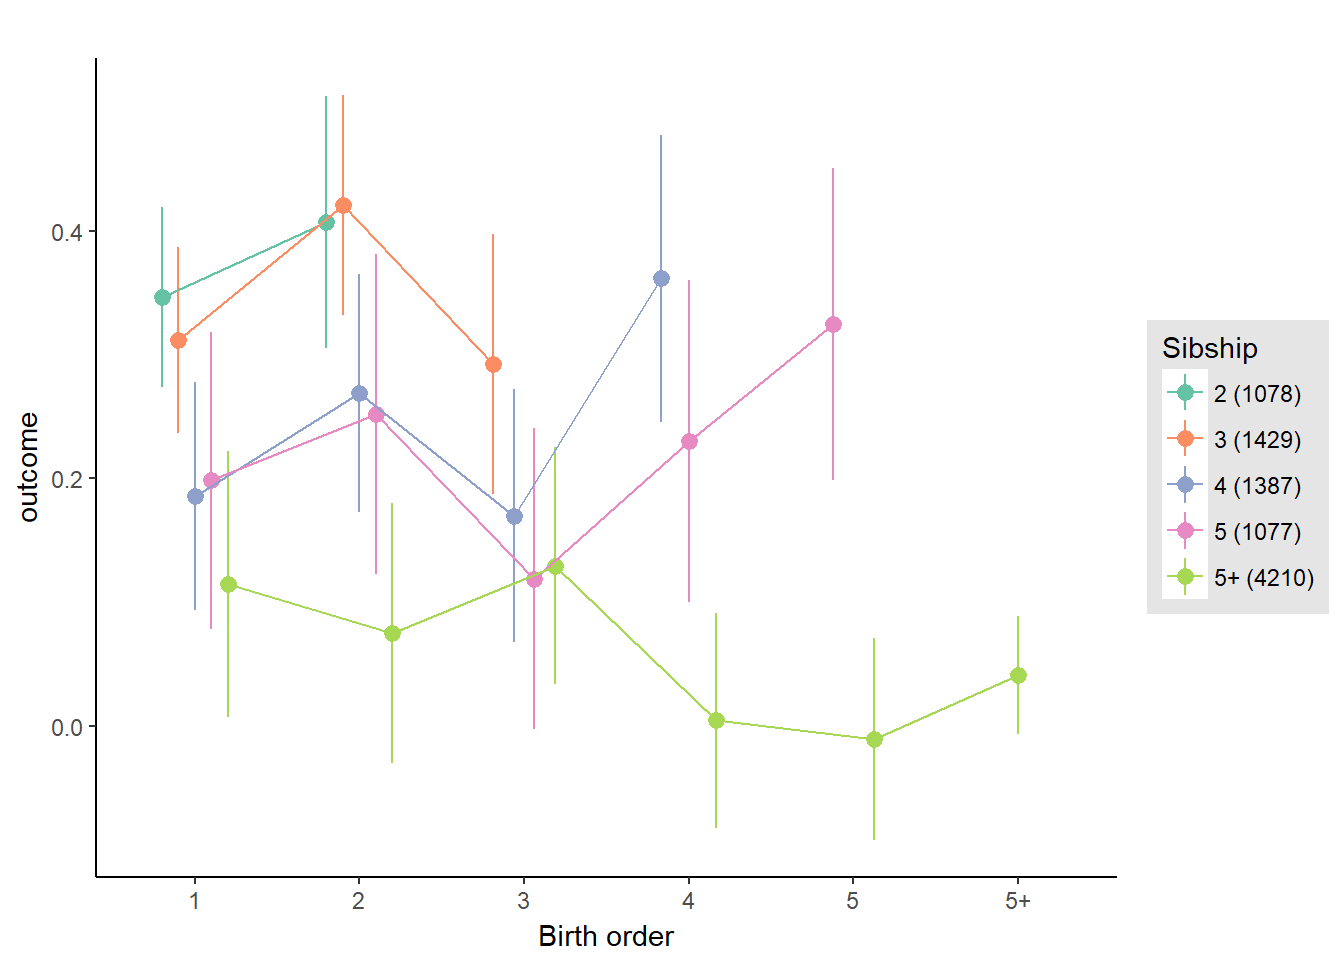 outcome
0.4
0.2
0.0
1 2 3 4 5 5+
Birth order
Sibship
2 (1078)
3 (1429)
4 (1387)
5 (1077)
5+ (4210)